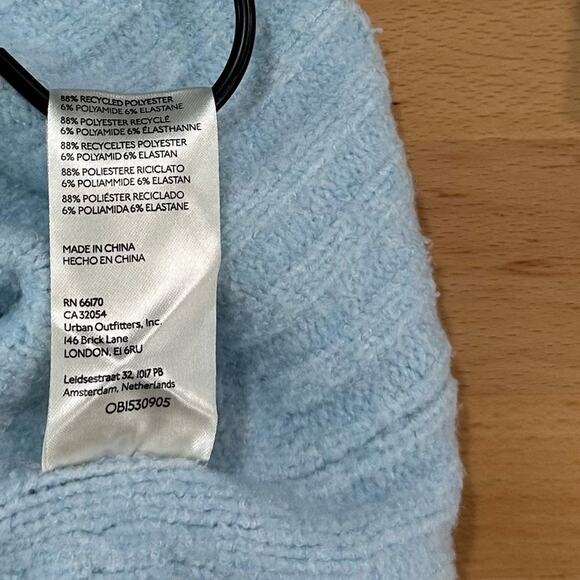 88% RECYCLED POLYESTER
6% POLYAMIDE 6% ELASTANE
88% POLYESTER RECYCLÉ
6% POLYAMIDE 6% ÉLASTHANNE
88% RECYCELTES POLYESTER
6% POLYAMID 6% ELASTAN
88% POLIESTERE RICICLATO
6% POLIAMMIDE 6% ELASTAN
88% POLIÉSTER RECICLADO
6% POLIAMIDA 6% ELASTANE
MADE IN CHINA
HECHO EN CHINA
RN 66170
CA 32054
Urban Outfitters, Inc.
146 Brick Lane
LONDON, E1 6RU
Leidsestraat 32, 1017 PB
Amsterdam, Netherlands
OB1530905